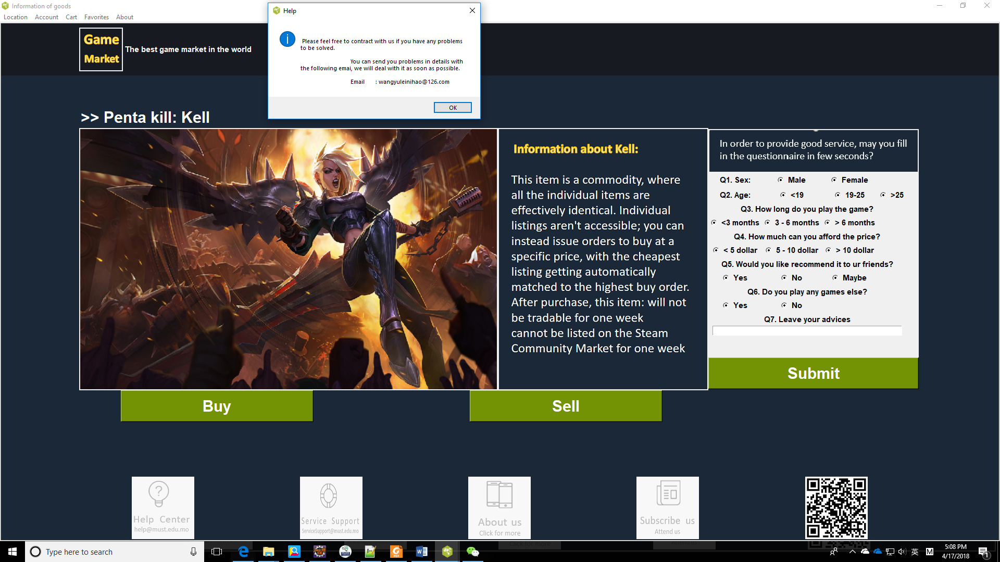 Information of goods
Location Account Cart Favorites About
Help
Please feel free to contract with us if you have any problems
to be solved.
You can send you problems in details with
the following emai, we will deal with it as soon as possible.
Email : wangyuleinihao@126.com
OK
Game
Market
The best game market in the world
>> Penta kill: Kell
Information about Kell:
This item is a commodity, where
all the individual items are
effectively identical. Individual
listings aren't accessible; you can
instead issue orders to buy at a
specific price, with the cheapest
listing getting automatically
matched to the highest buy order.
After purchase, this item: will not
be tradable for one week
cannot be listed on the Steam
Community Market for one week
In order to provide good service, may you fill
in the questionnaire in few seconds?
Q1. Sex: Male Female
Q2. Age: <19 19-25 >25
Q3. How long do you play the game?
<3 months 3 - 6 months > 6 months
Q4. How much can you afford the price?
< 5 dollar 5 - 10 dollar > 10 dollar
Q5. Would you like recommend it to ur friends?
Yes No Maybe
Q6. Do you play any games else?
Yes No
Q7. Leave your advices
Submit
Buy
Sell
Help Center
help@must.edu.mo
Service Support
ServiceSupport@must.edu.mo
About us
Click for more
Subscribe us
Attend us
Type here to search
英
M
5:08 PM
4/17/2018
1